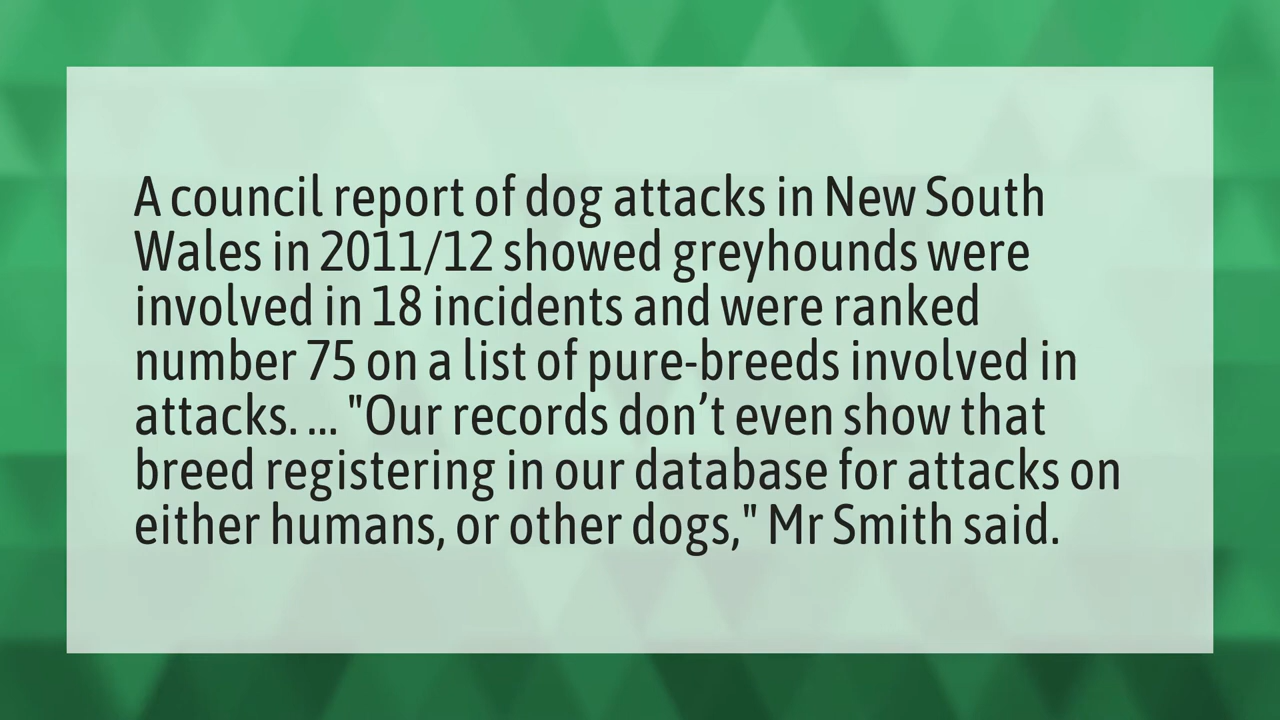 A council report of dog attacks in New South
Wales in 2011/12 showed greyhounds were
involved in 18 incidents and were ranked
number 75 on a list of pure-breeds involved in
attacks. ... "Our records don’t even show that
breed registering in our database for attacks on
either humans, or other dogs," Mr Smith said.